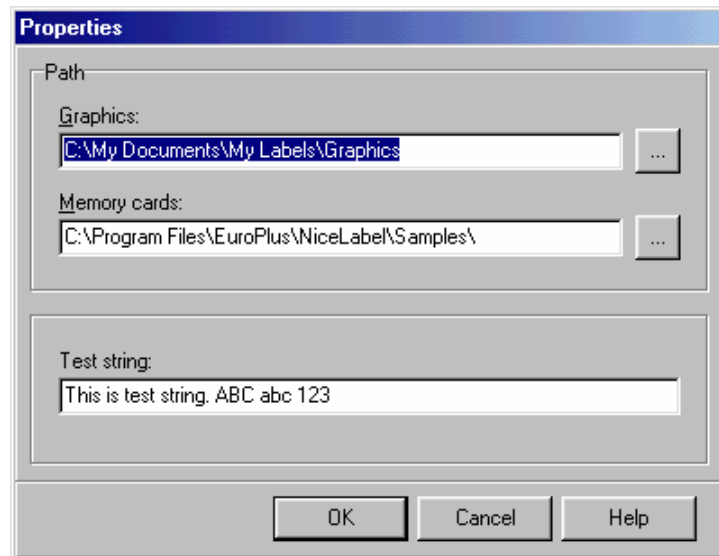 Properties
Path
Graphics:
C:\My Documents\My Labels\Graphics
...
Memory cards:
C:\Program Files\EuroPlus\NiceLabel\Samples\
...
Test string:
This is test string. ABC abc 123
OK Cancel Help